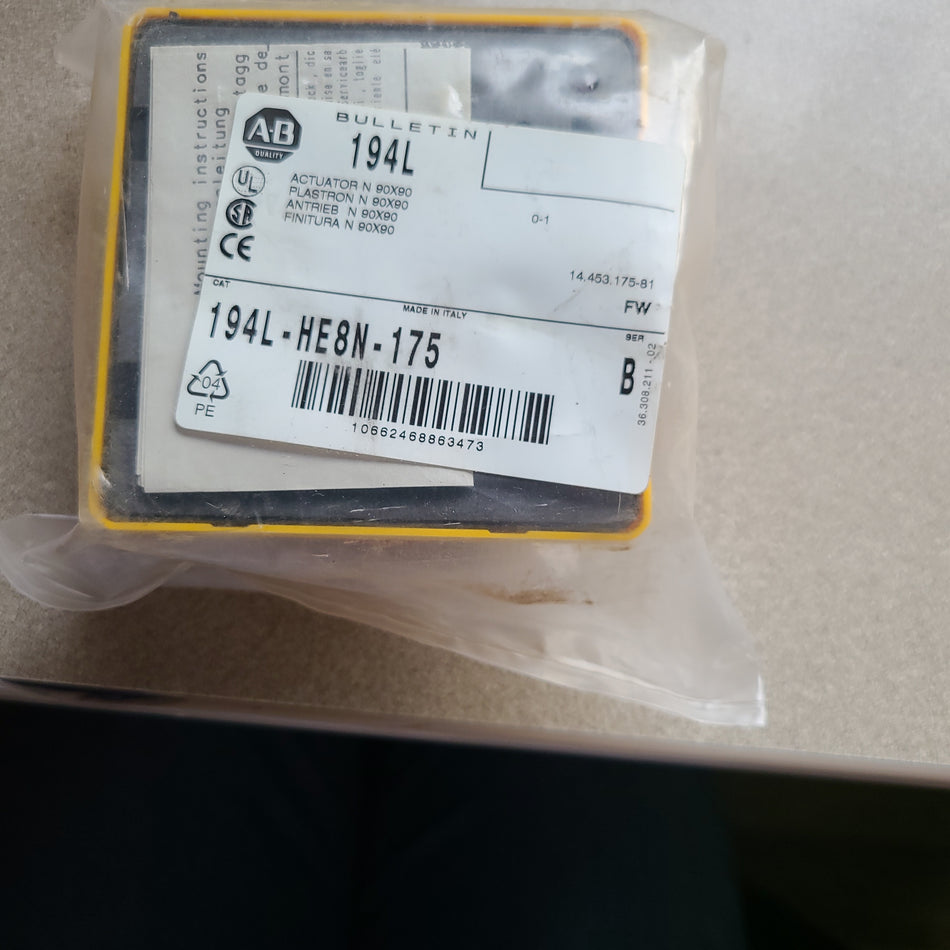 Mounting instructions
A·B
QUALITY
BULLETIN
194L
UL
CE
ACTUATOR N 90X90
PLASTRON N 90X90
ANTRIEB N 90X90
FINITURA N 90X90
0-1
14.453.175-81
FW
CAT
MADE IN ITALY
SER
194L-HE8N-175
B
36.308.211-02
04
PE
10662468863473